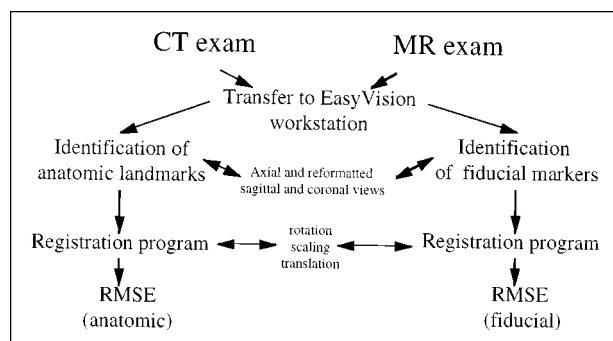 CT exam
MR exam
Transfer to EasyVision
workstation
Identification of
anatomic landmarks
Axial and reformatted
sagittal and coronal views
Identification
of fiducial markers
Registration program
rotation
scaling
translation
Registration program
RMSE
(anatomic)
RMSE
(fiducial)